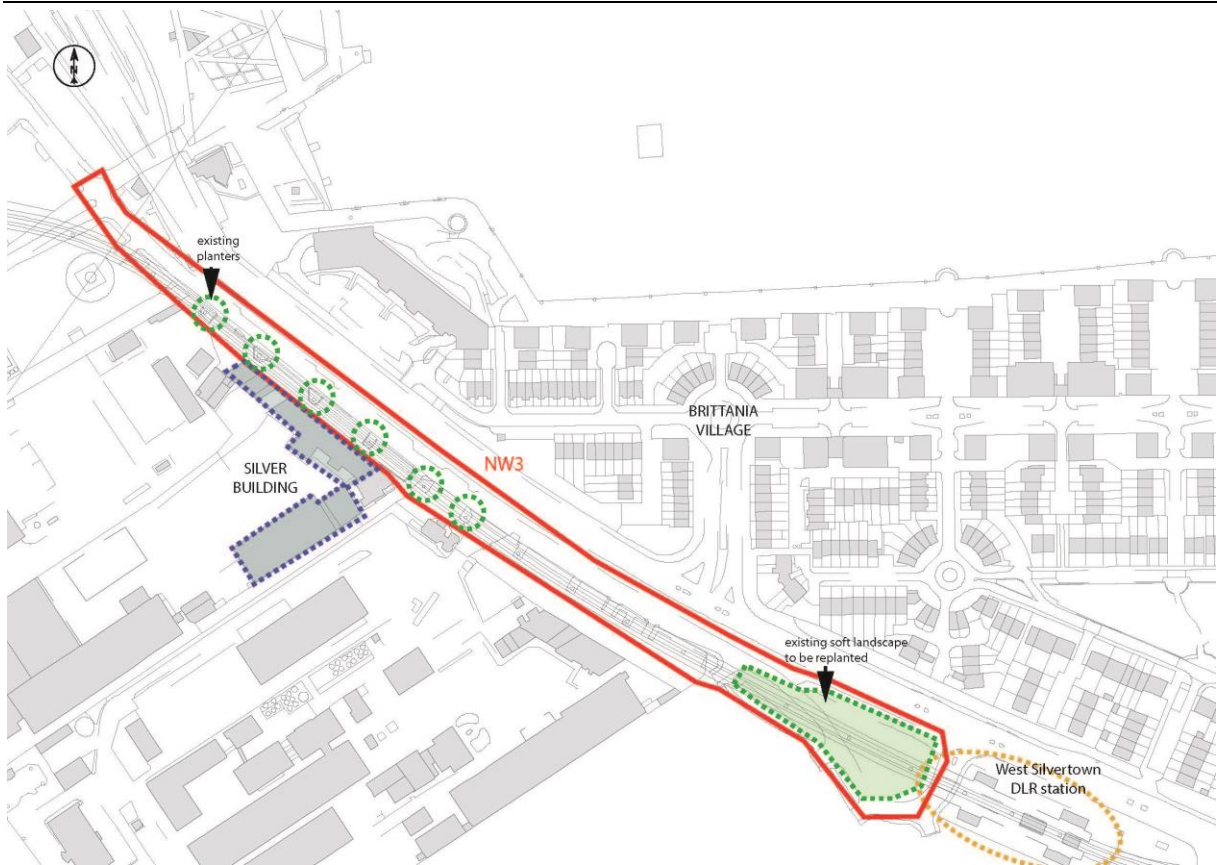 N
existing
planters
BRITTANIA
VILLAGE
NW3
SILVER
BUILDING
existing soft landscape
to be replanted
West Silvertown
DLR station